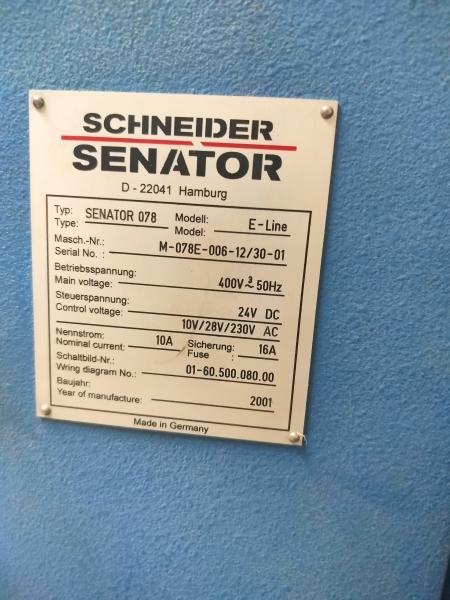 SCHNEIDER
SENATOR
D - 22041 Hamburg
Typ: SENATOR 078 Modell: E-Line
Type: Model:
Masch.-Nr.: M-078E-006-12/30-01
Serial No. :
Betriebsspannung: 400V 3~ 50Hz
Main voltage:
Steuerspannung: 24V DC
Control voltage: 10V/28V/230V AC
Nennstrom: 10A Sicherung: 16A
Nominal current: Fuse :
Schaltbild-Nr.: 01-60.500.080.00
Wring diagram No.:
Baujahr: 2001
Year of manufacture:
Made in Germany